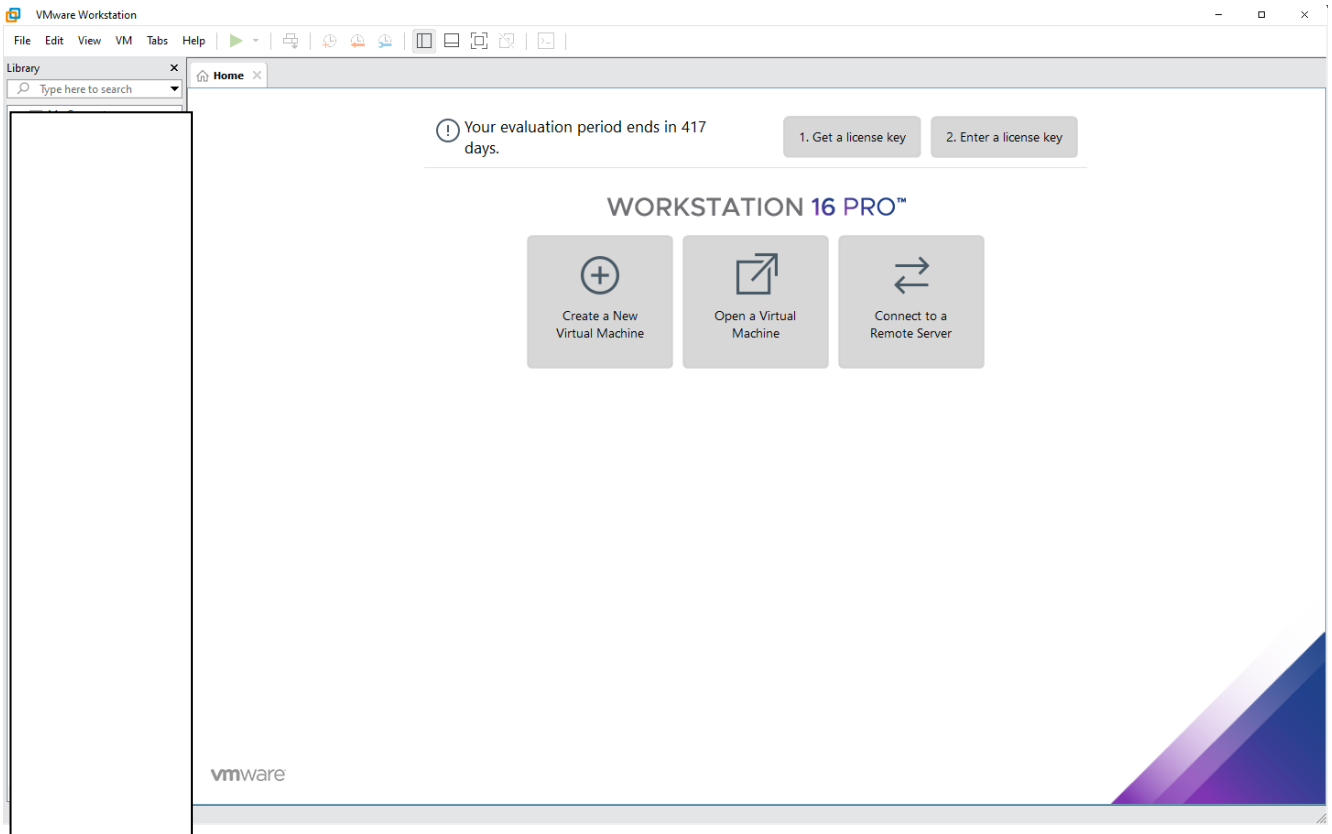 VMware Workstation
File Edit View VM Tabs Help
Library
Type here to search
Home
Your evaluation period ends in 417
days.
1. Get a license key
2. Enter a license key
WORKSTATION 16 PRO™
Create a New
Virtual Machine
Open a Virtual
Machine
Connect to a
Remote Server
vmware